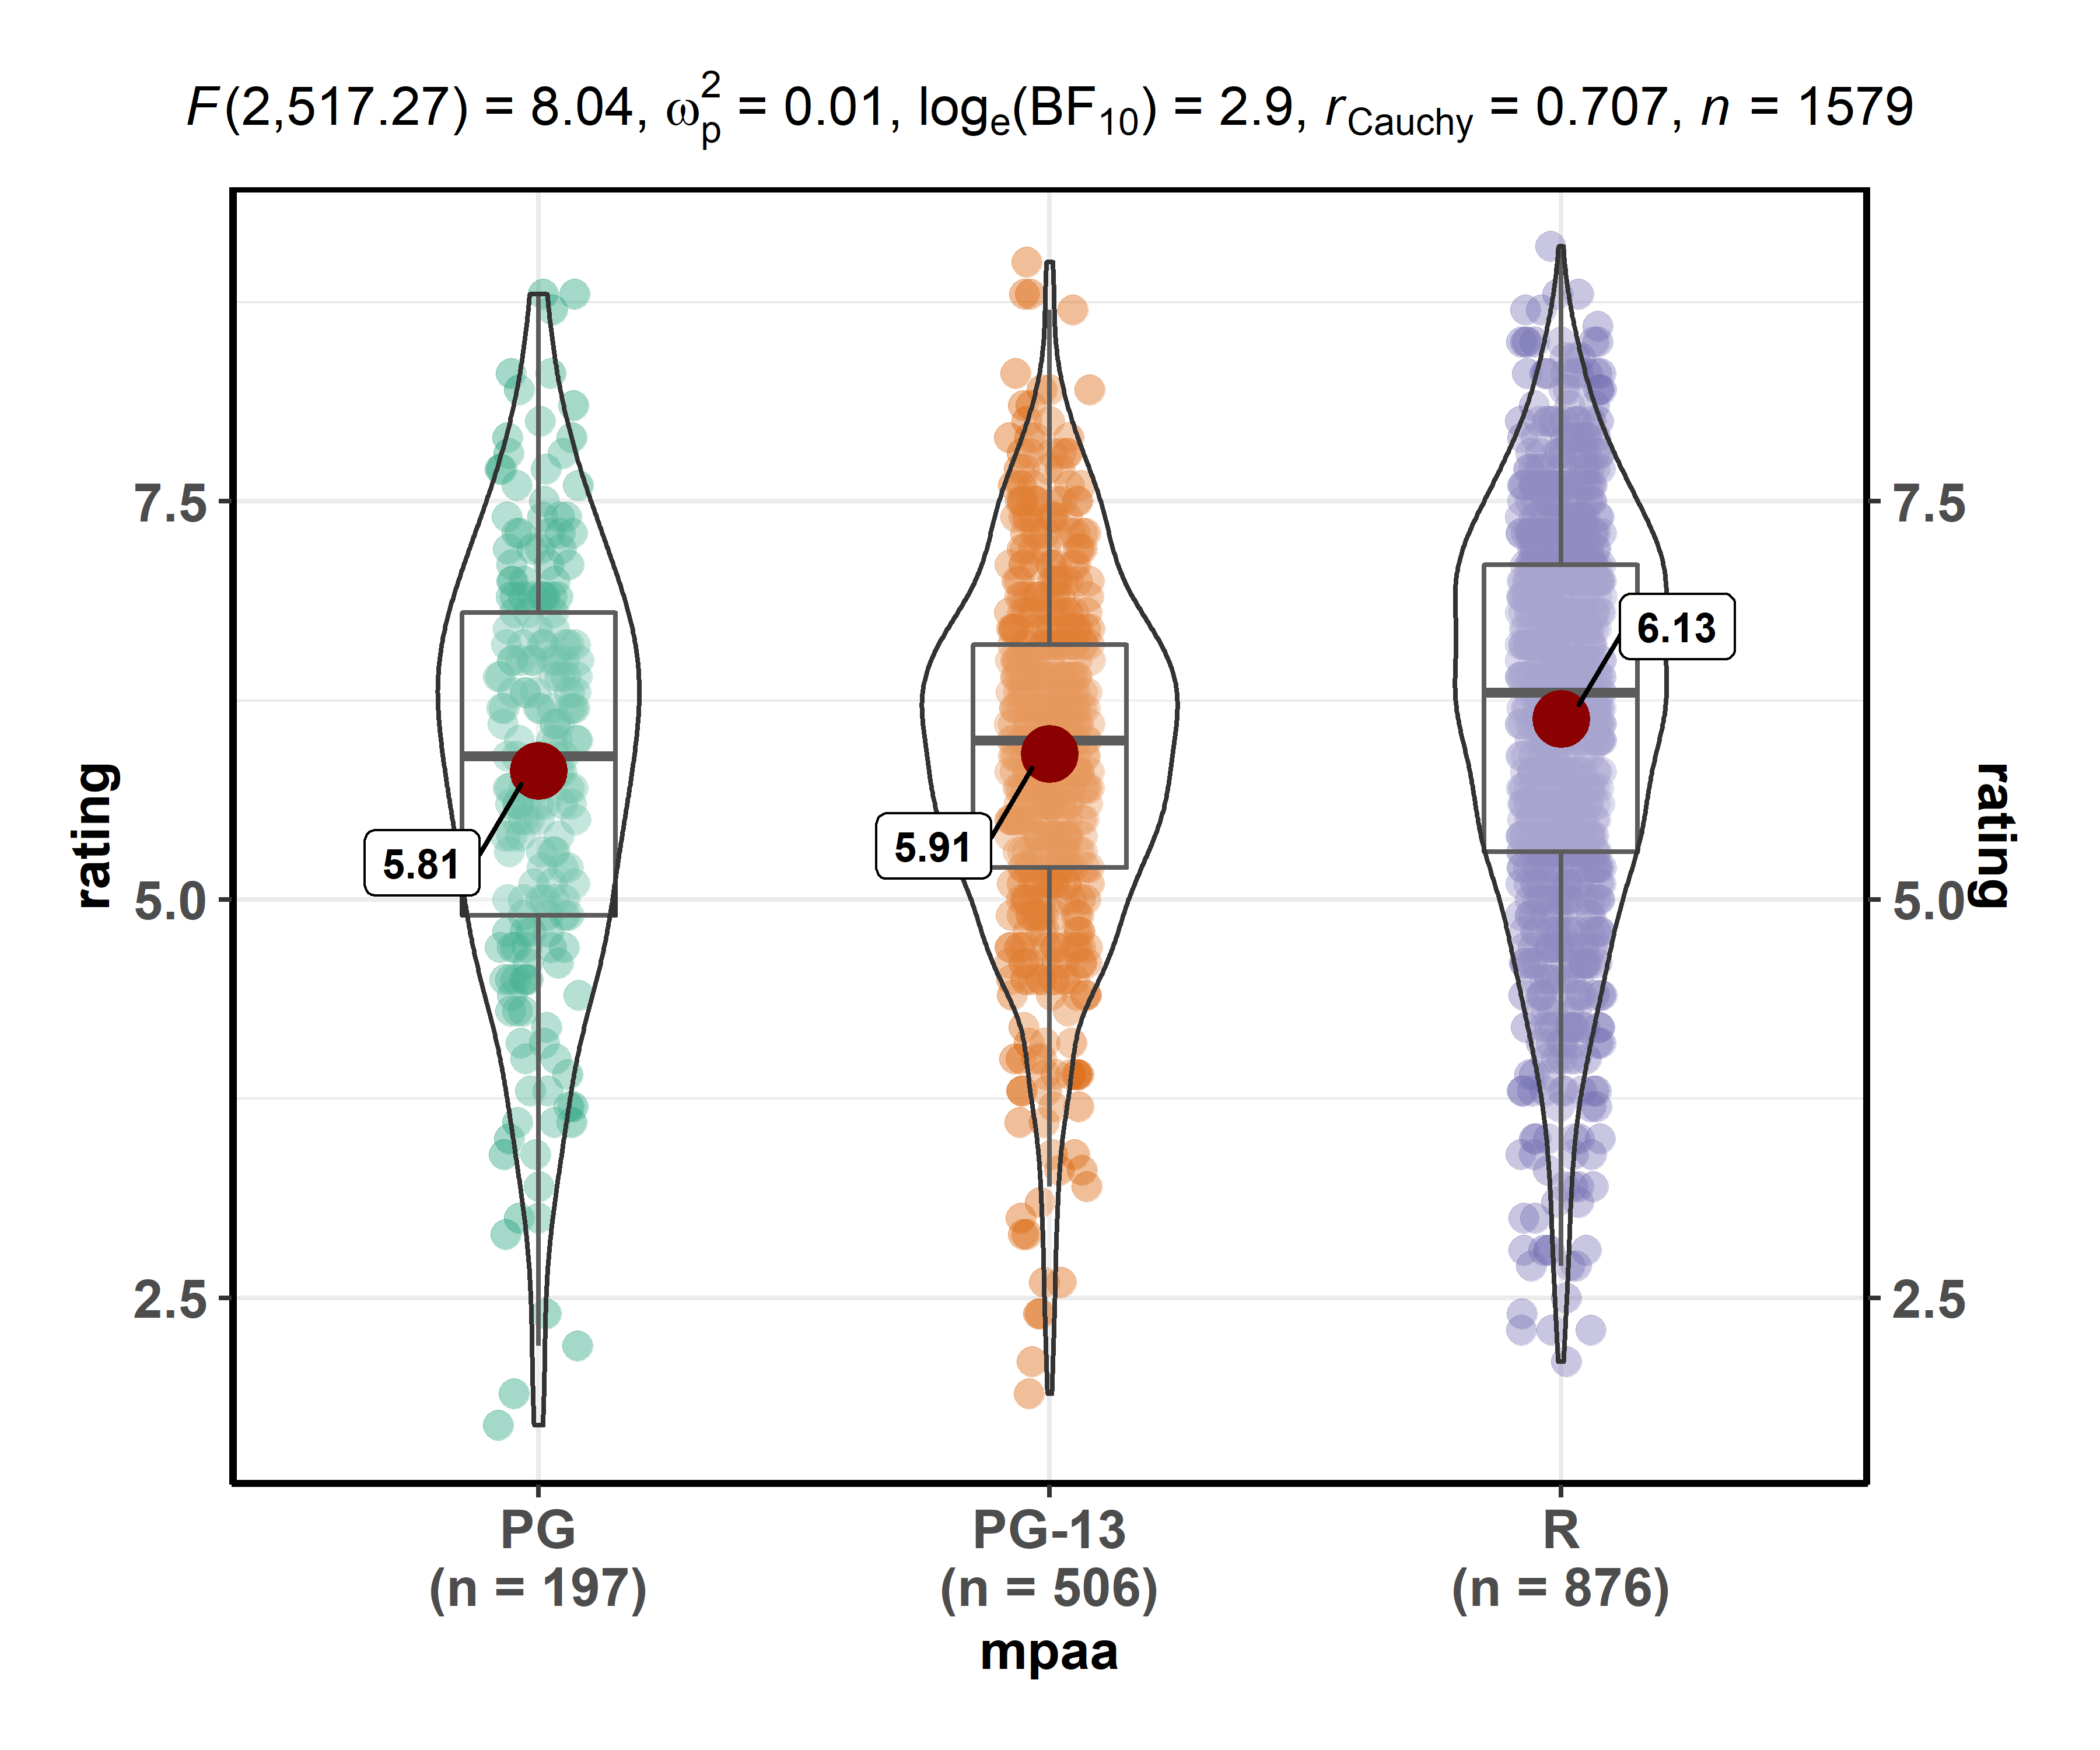 F(2,517.27) = 8.04, ω²ₚ = 0.01, logₑ(BF₁₀) = 2.9, r_Cauchy = 0.707, n = 1579
rating
7.5
5.0
2.5
5.81
5.91
6.13
7.5
5.0
2.5
rating
PG
(n = 197)
PG-13
(n = 506)
R
(n = 876)
mpaa